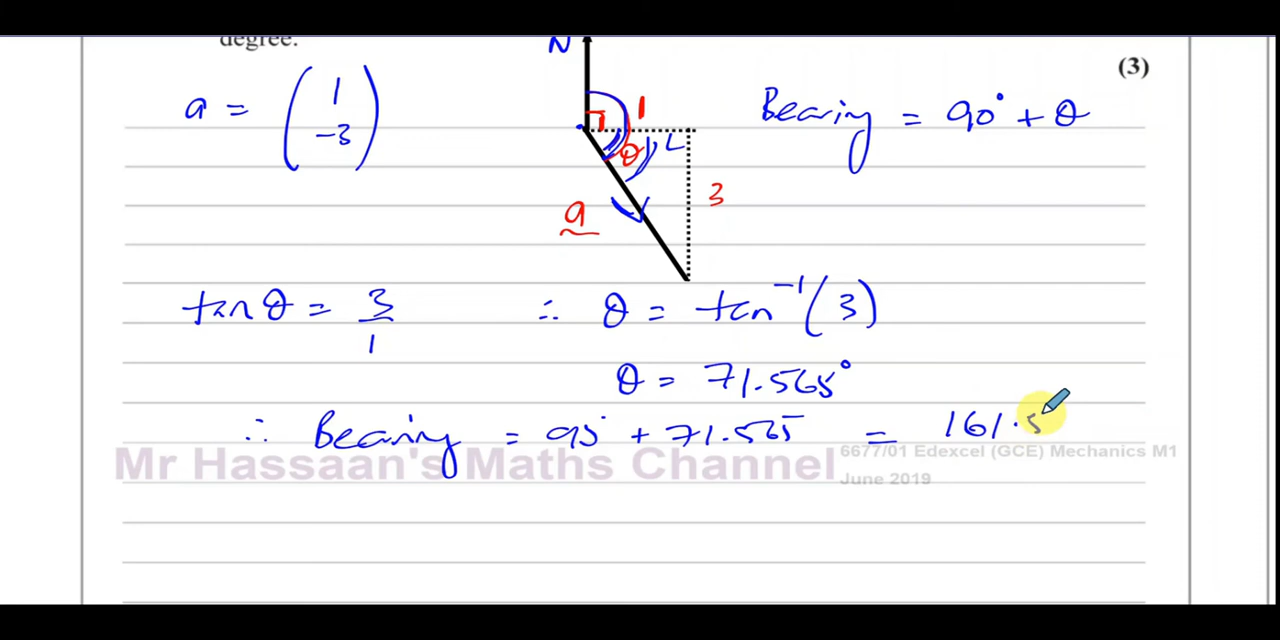 degree.
N
(3)
a = ( 1 -3 )
1
Bearing = 90° + θ
θ
3
a
tan θ = 3/1 ∴ θ = tan⁻¹(3)
θ = 71.565°
∴ Bearing = 90° + 71.565° = 161.5
Mr Hassaan's Maths Channel
6677/01 Edexcel (GCE) Mechanics M1
June 2019